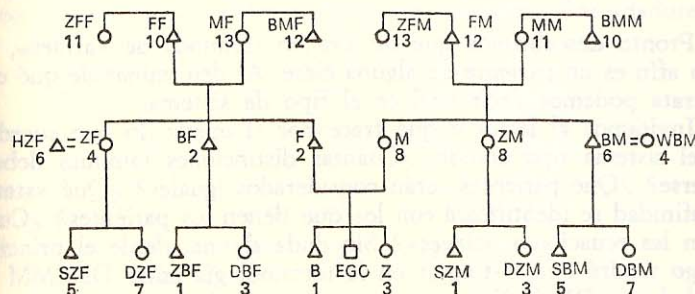 ZFF FF MF BMF ZFM FM MM BMM
11 10 13 12 13 12 11 10
HZF = ZF BF F M ZM BM = WBM
6 4 2 2 8 8 6 4
SZF DZF ZBF DBF B EGO Z SZM DZM SBM DBM
5 7 1 3 1 3 1 3 5 7